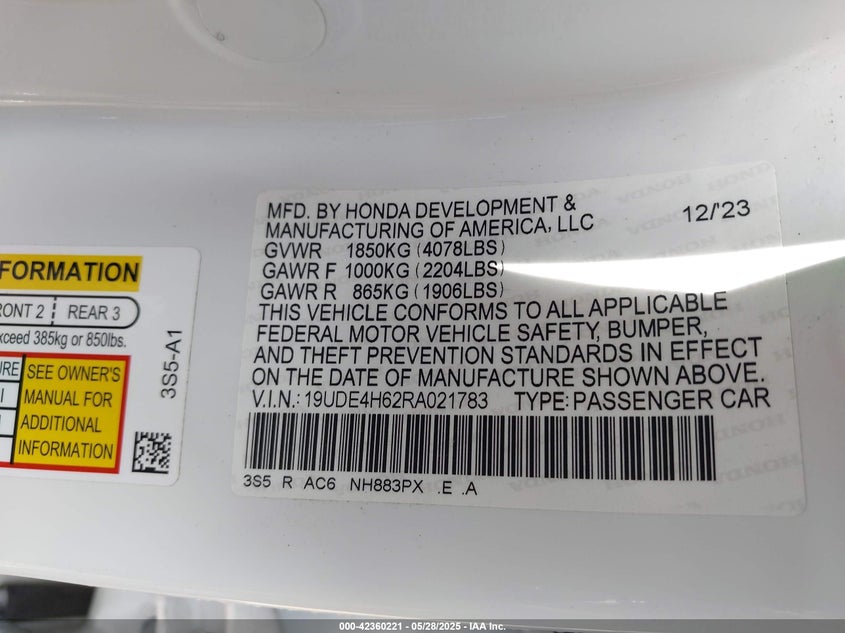 FORMATION
RONT 2 REAR 3
xceed 385kg or 850lbs.
URE SEE OWNER'S
MANUAL FOR
ADDITIONAL
INFORMATION
3S5-A1
MFD. BY HONDA DEVELOPMENT & 12/'23
MANUFACTURING OF AMERICA, LLC
GVWR 1850KG (4078LBS)
GAWR F 1000KG (2204LBS)
GAWR R 865KG (1906LBS)
THIS VEHICLE CONFORMS TO ALL APPLICABLE
FEDERAL MOTOR VEHICLE SAFETY, BUMPER,
AND THEFT PREVENTION STANDARDS IN EFFECT
ON THE DATE OF MANUFACTURE SHOWN ABOVE.
V.I.N.: 19UDE4H62RA021783 TYPE: PASSENGER CAR
3S5 R AC6 NH883PX .E .A
000-42360221 - 05/28/2025 - IAA Inc.